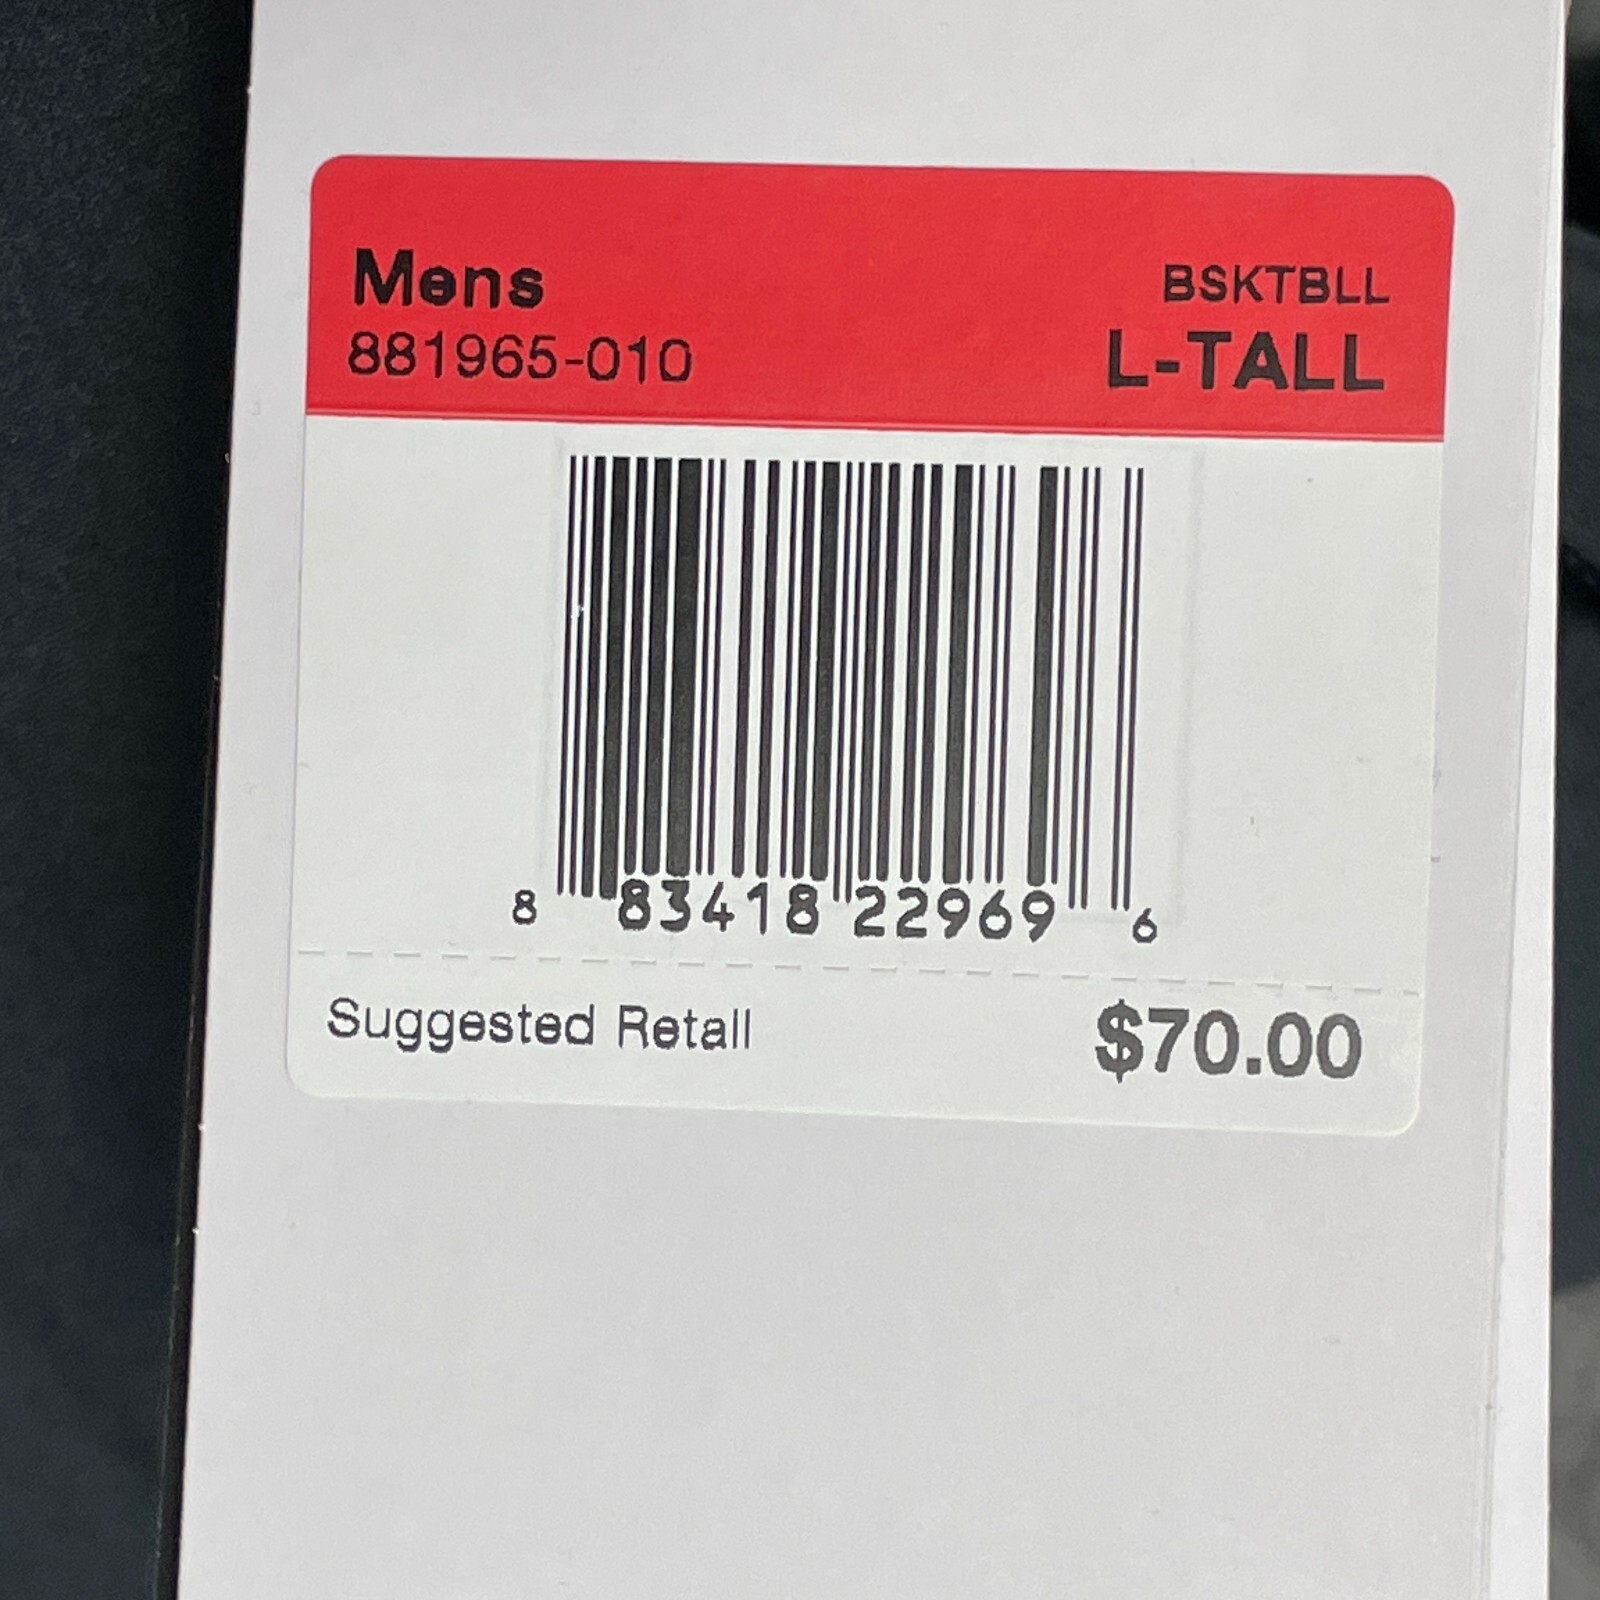 Mens
BSKTBLL
881965-010
L-TALL
8 83418 22969 6
Suggested Retail
$70.00